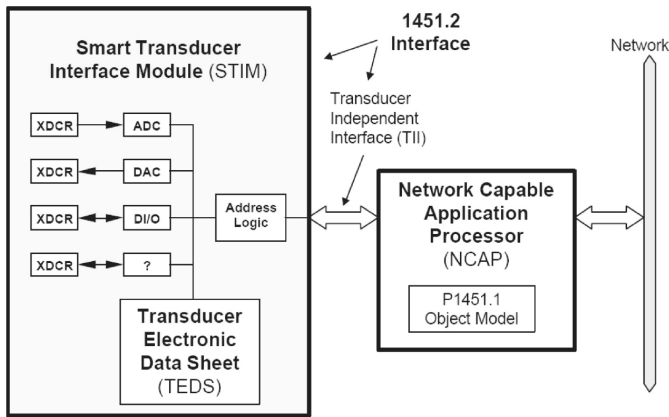 Smart Transducer
Interface Module (STIM)
XDCR
ADC
XDCR
DAC
XDCR
DI/O
XDCR
?
Address
Logic
Transducer
Electronic
Data Sheet
(TEDS)
1451.2
Interface
Transducer
Independent
Interface (TII)
Network Capable
Application
Processor
(NCAP)
P1451.1
Object Model
Network